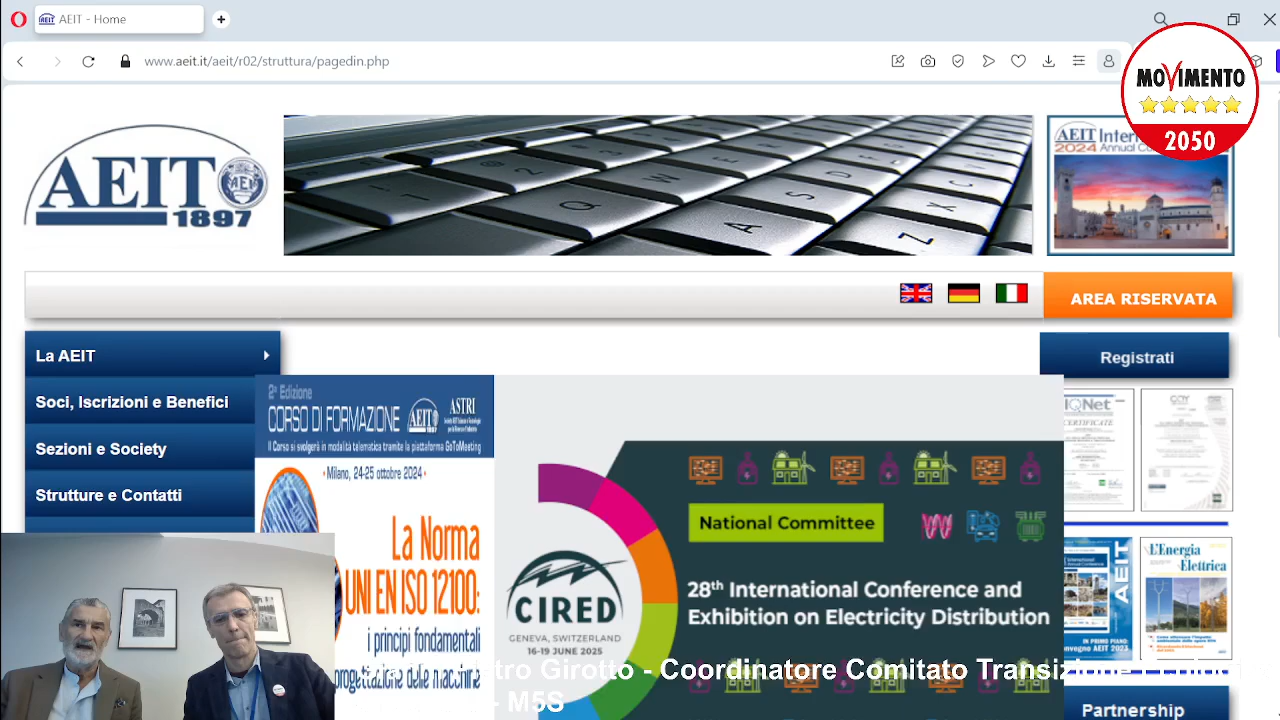 AEIT - Home
www.aeit.it/aeit/r02/struttura/pagedin.php
MOVIMENTO
2050
AEIT
1897
AEIT
2024 Annual
AREA RISERVATA
La AEIT
Registrati
Soci, Iscrizioni e Benefici
Sezioni e Society
Strutture e Contatti
2ª Edizione
CORSO DI FORMAZIONE
AEIT
ASTRI
Il Corso si svolgerà in modalità telematica tramite la piattaforma GoToMeeting
Milano, 24-25 ottobre 2024
La Norma
UNI EN ISO 12100:
i principi fondamentali
progettazione delle macchine
National Committee
28th International Conference and
Exhibition on Electricity Distribution
CIRED
GENEVA, SWITZERLAND
16-19 JUNE 2025
IQNet
CERTIFICATE
AEIT
IN PRIMO PIANO:
L'Energia
Elettrica
Girotto - Coordinatore Comitato
- M5S
Partnership